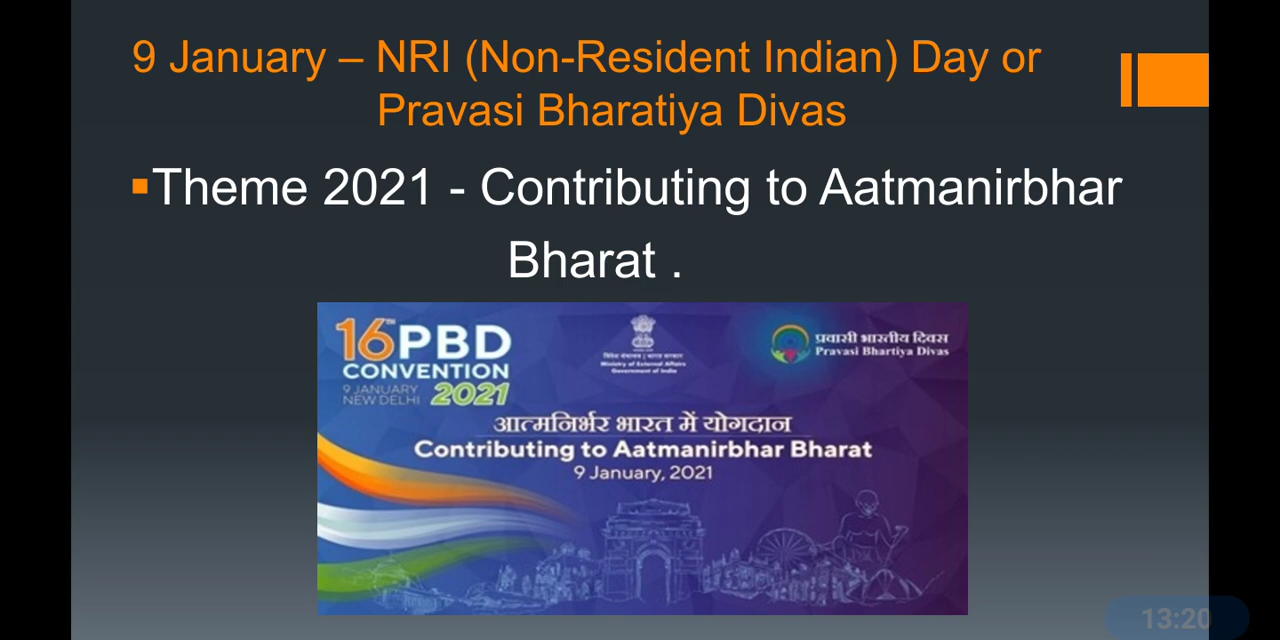 9 January – NRI (Non-Resident Indian) Day or
Pravasi Bharatiya Divas
Theme 2021 - Contributing to Aatmanirbhar
Bharat .
16TH PBD
CONVENTION
9 JANUARY
NEW DELHI 2021
विदेश मंत्रालय | भारत सरकार
Ministry of External Affairs
Government of India
प्रवासी भारतीय दिवस
Pravasi Bhartiya Divas
आत्मनिर्भर भारत में योगदान
Contributing to Aatmanirbhar Bharat
9 January, 2021
13:20